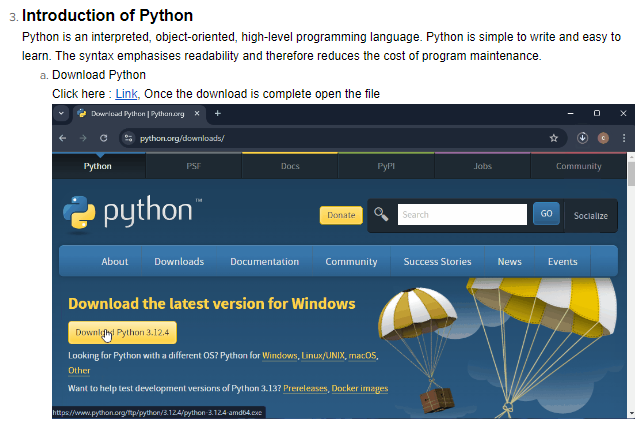 3. Introduction of Python
Python is an interpreted, object-oriented, high-level programming language. Python is simple to write and easy to
learn. The syntax emphasises readability and therefore reduces the cost of program maintenance.
a. Download Python
Click here : Link, Once the download is complete open the file
Download Python | Python.org
python.org/downloads/
Python PSF Docs PyPI Jobs Community
python™
Donate Search GO Socialize
About Downloads Documentation Community Success Stories News Events
Download the latest version for Windows
Download Python 3.12.4
Looking for Python with a different OS? Python for Windows, Linux/UNIX, macOS,
Other
Want to help test development versions of Python 3.13? Prereleases, Docker images
https://www.python.org/ftp/python/3.12.4/python-3.12.4-amd64.exe